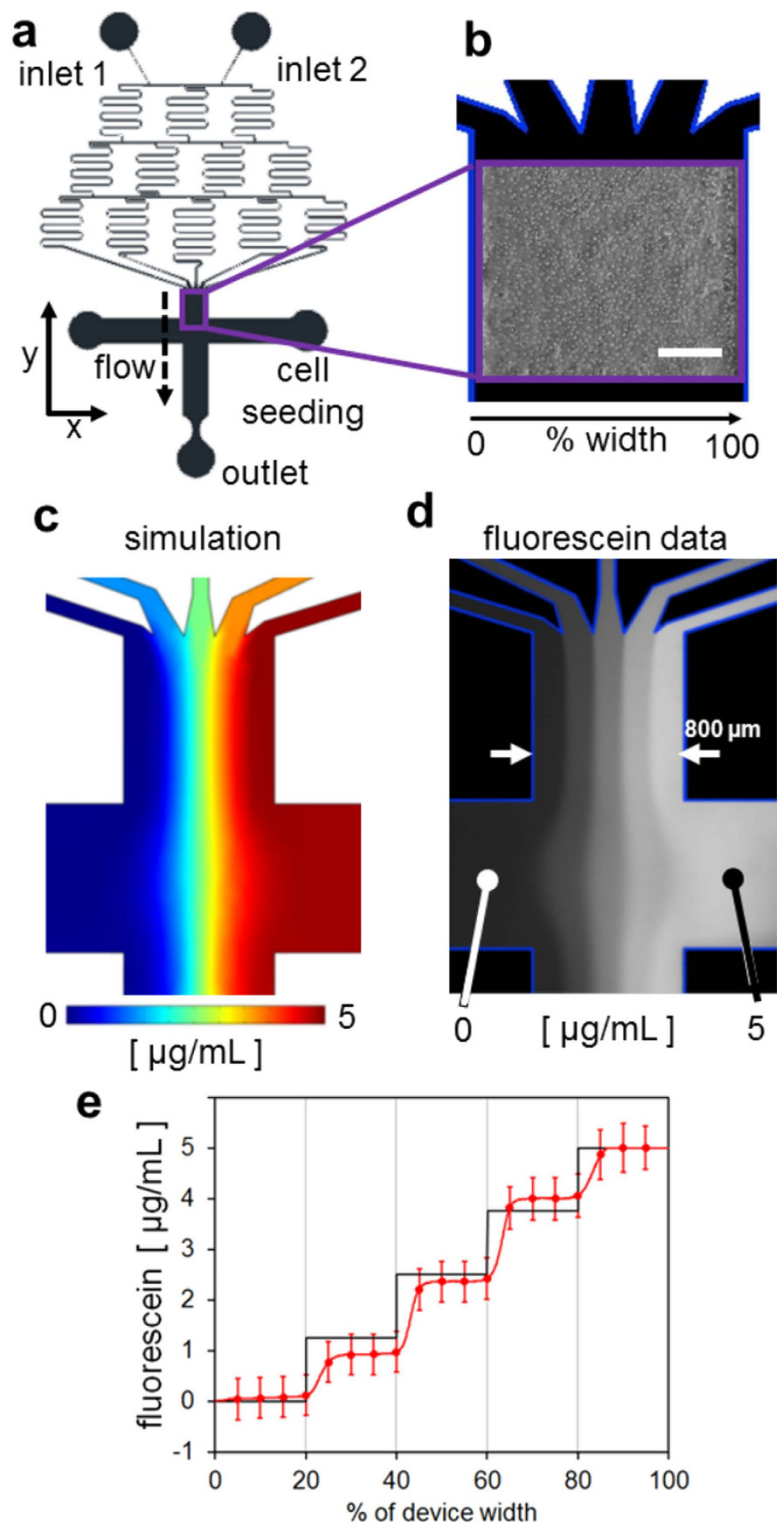 a
inlet 1
inlet 2
y
x
flow
cell
seeding
outlet
b
0
% width
100
c
simulation
0
5
[ µg/mL ]
d
fluorescein data
800 µm
0
5
[ µg/mL ]
e
fluorescein [ µg/mL ]
5
4
3
2
1
0
-1
0 20 40 60 80 100
% of device width